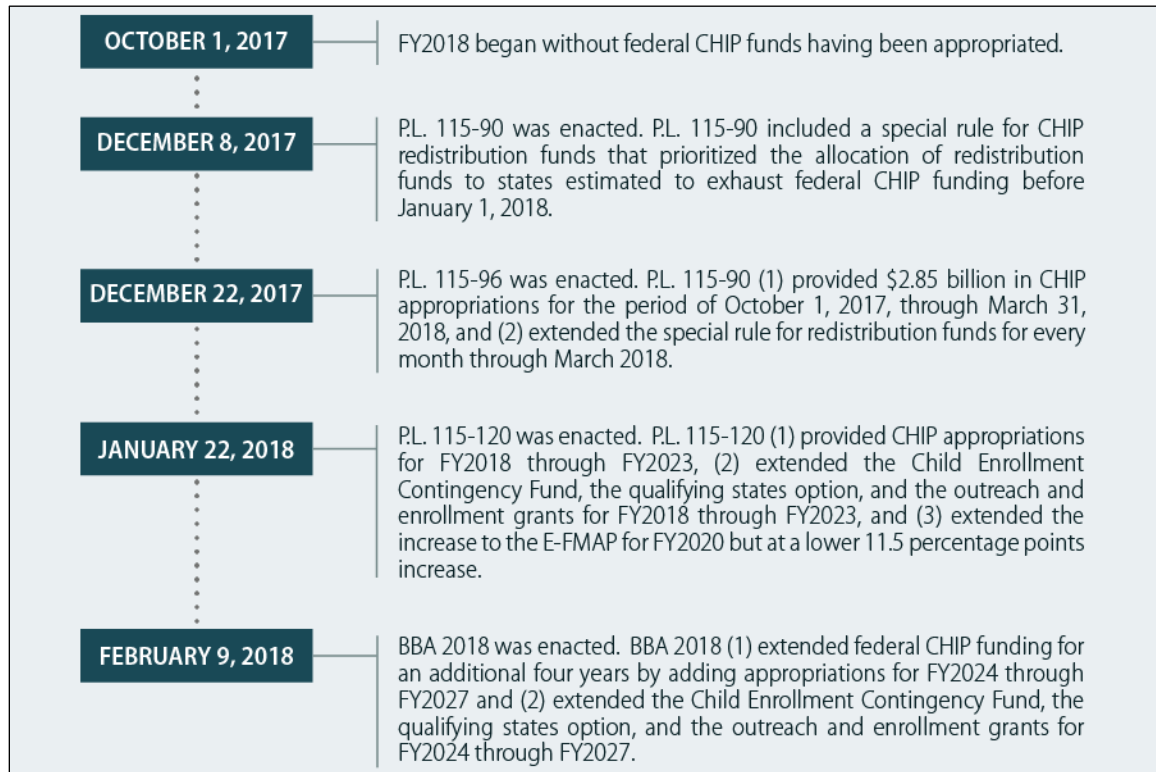 OCTOBER 1, 2017
FY2018 began without federal CHIP funds having been appropriated.
DECEMBER 8, 2017
P.L. 115-90 was enacted. P.L. 115-90 included a special rule for CHIP
redistribution funds that prioritized the allocation of redistribution
funds to states estimated to exhaust federal CHIP funding before
January 1, 2018.
DECEMBER 22, 2017
P.L. 115-96 was enacted. P.L. 115-90 (1) provided $2.85 billion in CHIP
appropriations for the period of October 1, 2017, through March 31,
2018, and (2) extended the special rule for redistribution funds for every
month through March 2018.
JANUARY 22, 2018
P.L. 115-120 was enacted. P.L. 115-120 (1) provided CHIP appropriations
for FY2018 through FY2023, (2) extended the Child Enrollment
Contingency Fund, the qualifying states option, and the outreach and
enrollment grants for FY2018 through FY2023, and (3) extended the
increase to the E-FMAP for FY2020 but at a lower 11.5 percentage points
increase.
FEBRUARY 9, 2018
BBA 2018 was enacted. BBA 2018 (1) extended federal CHIP funding for
an additional four years by adding appropriations for FY2024 through
FY2027 and (2) extended the Child Enrollment Contingency Fund, the
qualifying states option, and the outreach and enrollment grants for
FY2024 through FY2027.